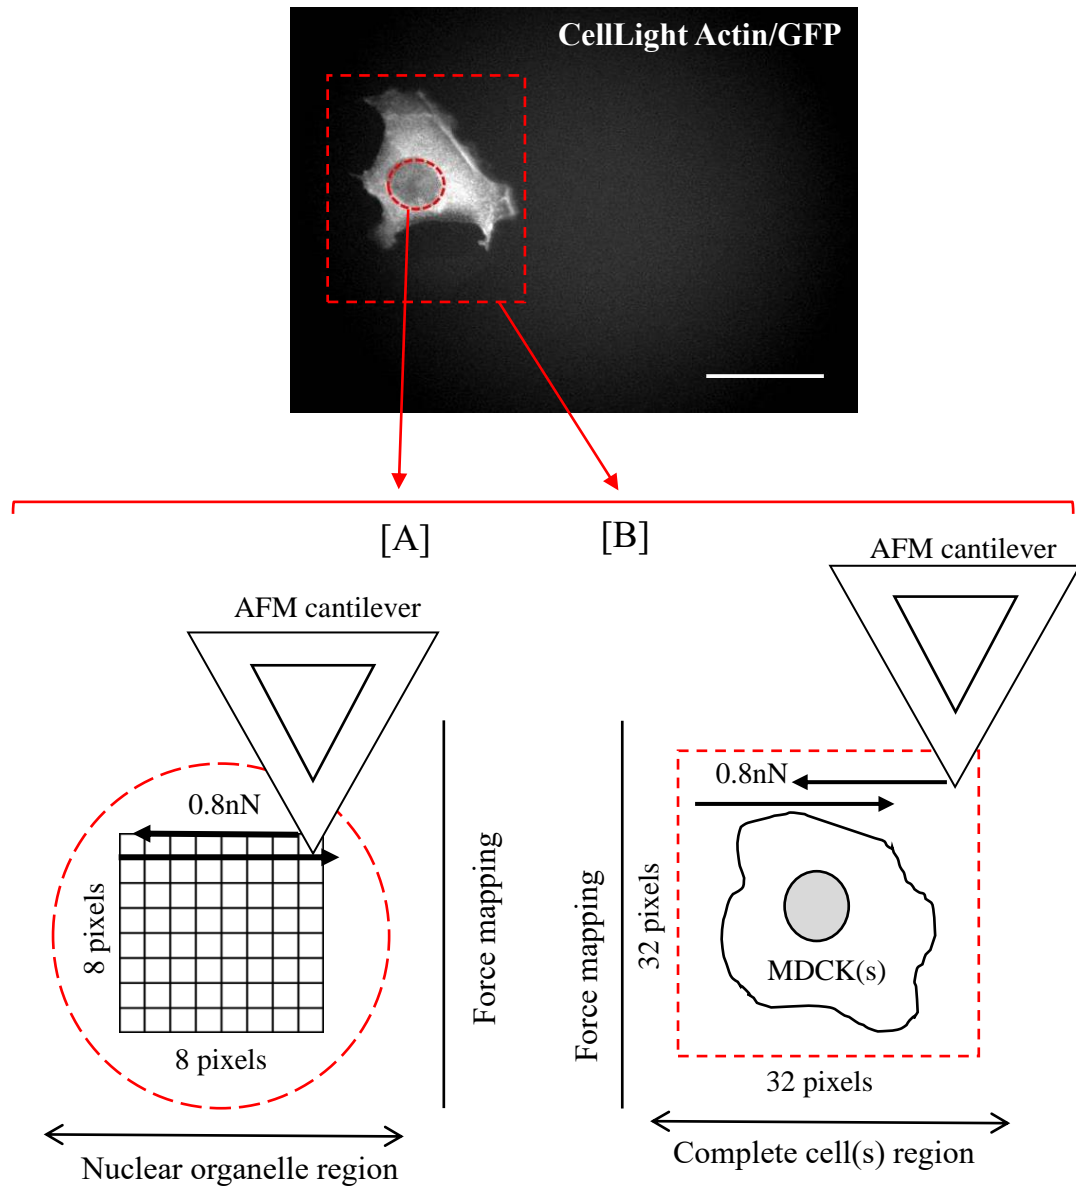 CellLight Actin/GFP
[A]
[B]
AFM cantilever
AFM cantilever
0.8nN
8 pixels
8 pixels
Force mapping
Nuclear organelle region
Force mapping
0.8nN
32 pixels
MDCK(s)
32 pixels
Complete cell(s) region